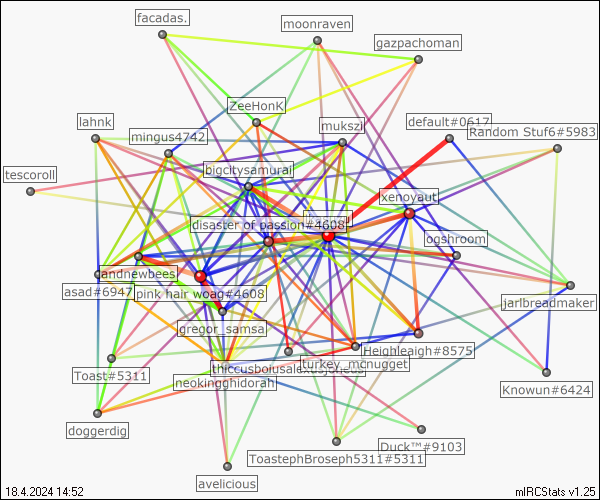 facadas.
moonraven
gazpachoman
ZeeHonK
lahnk
mukszi
default#0617
mingus4742
Random Stuf6#5983
bigcitysamurai
tescoroll
xenoyaut
disaster of passion#4608
ogshroom
andnewbees
asad#6947
pink hair woag#4608
jarlbreadmaker
gregor_samsa
Heighleaigh#8575
turkey_mcnugget
Toast#5311
neokingghidorah
Knowun#6424
doggerdig
Duck™#9103
ToastephBroseph5311#5311
avelicious
18.4.2024 14:52
mIRCStats v1.25